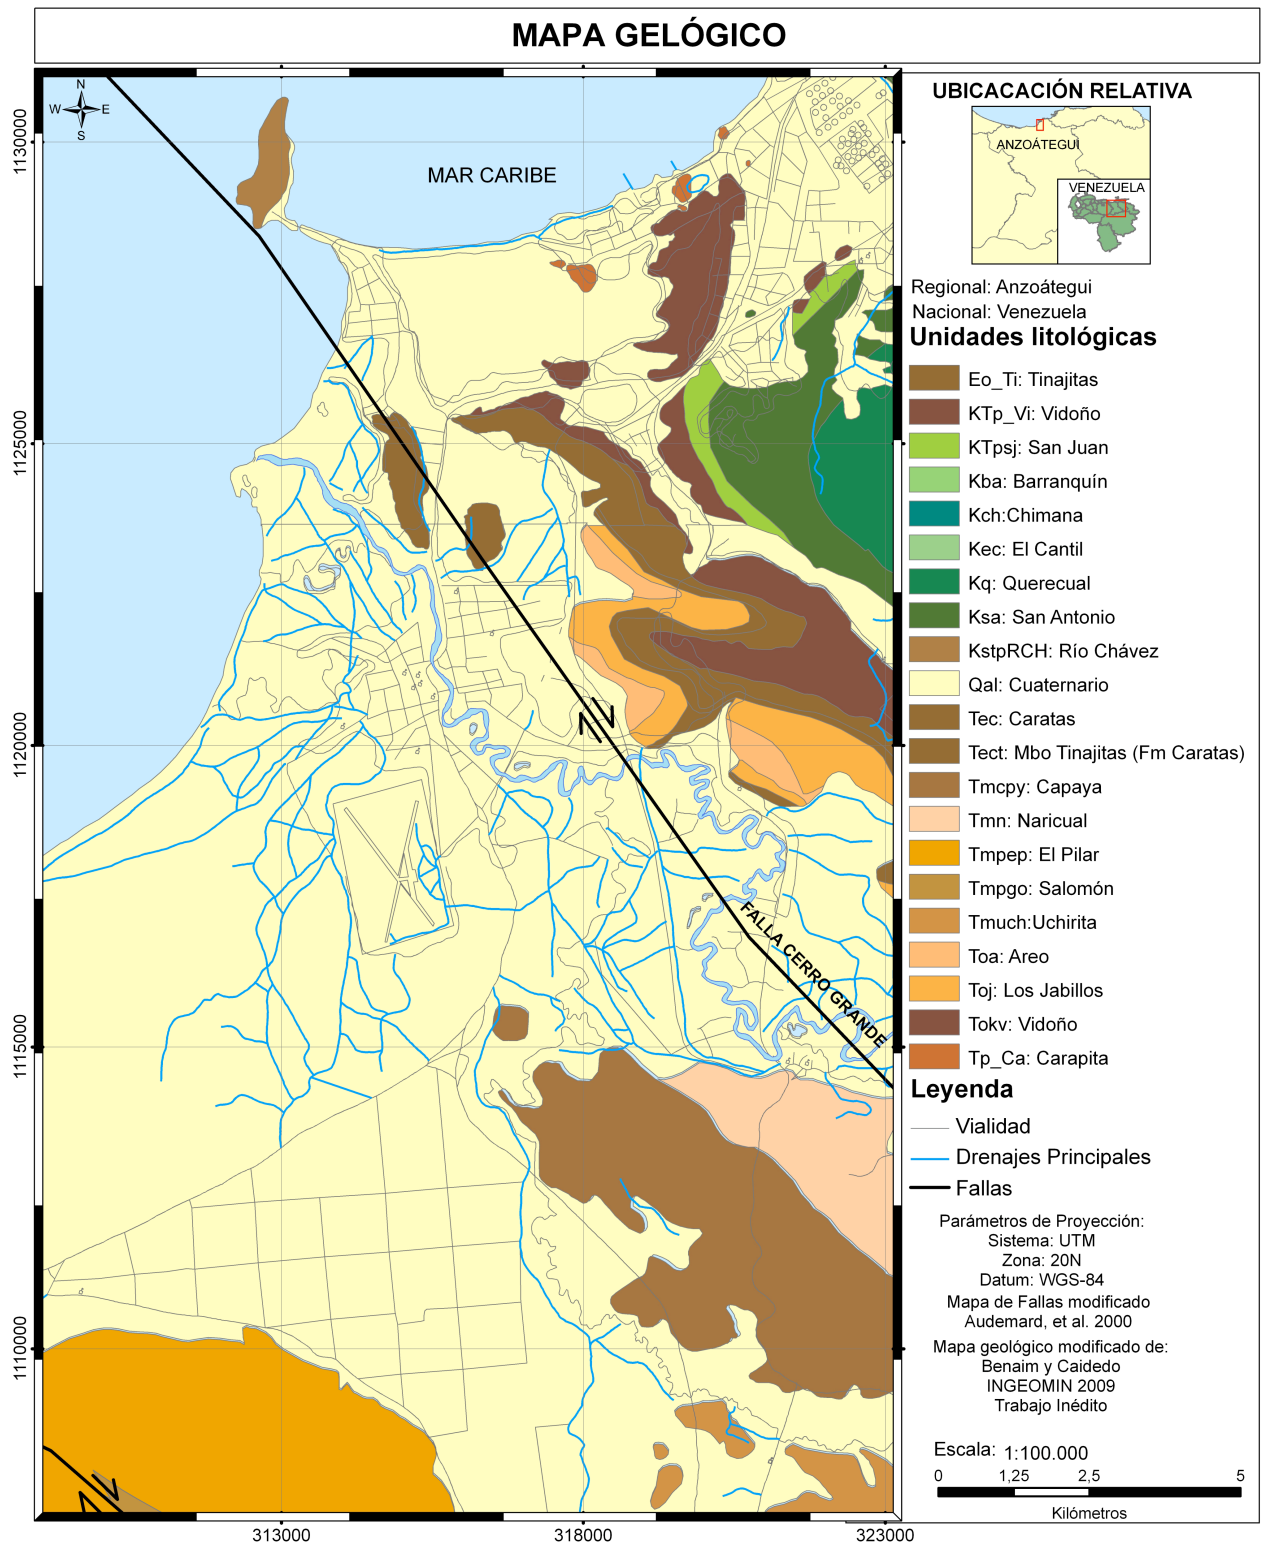 MAPA GELÓGICO
N
W E
S
MAR CARIBE
FALLA CERRO GRANDE
1130000
1125000
1120000
1115000
1110000
313000
318000
323000
UBICACACIÓN RELATIVA
ANZOÁTEGUI
VENEZUELA
Regional: Anzoátegui
Nacional: Venezuela
Unidades litológicas
Eo_Ti: Tinajitas
KTp_Vi: Vidoño
KTpsj: San Juan
Kba: Barranquín
Kch:Chimana
Kec: El Cantil
Kq: Querecual
Ksa: San Antonio
KstpRCH: Río Chávez
Qal: Cuaternario
Tec: Caratas
Tect: Mbo Tinajitas (Fm Caratas)
Tmcpy: Capaya
Tmn: Naricual
Tmpep: El Pilar
Tmpgo: Salomón
Tmuch:Uchirita
Toa: Areo
Toj: Los Jabillos
Tokv: Vidoño
Tp_Ca: Carapita
Leyenda
Vialidad
Drenajes Principales
Fallas
Parámetros de Proyección:
Sistema: UTM
Zona: 20N
Datum: WGS-84
Mapa de Fallas modificado
Audemard, et al. 2000
Mapa geológico modificado de:
Benaim y Caidedo
INGEOMIN 2009
Trabajo Inédito
Escala: 1:100.000
0 1,25 2,5 5
Kilómetros